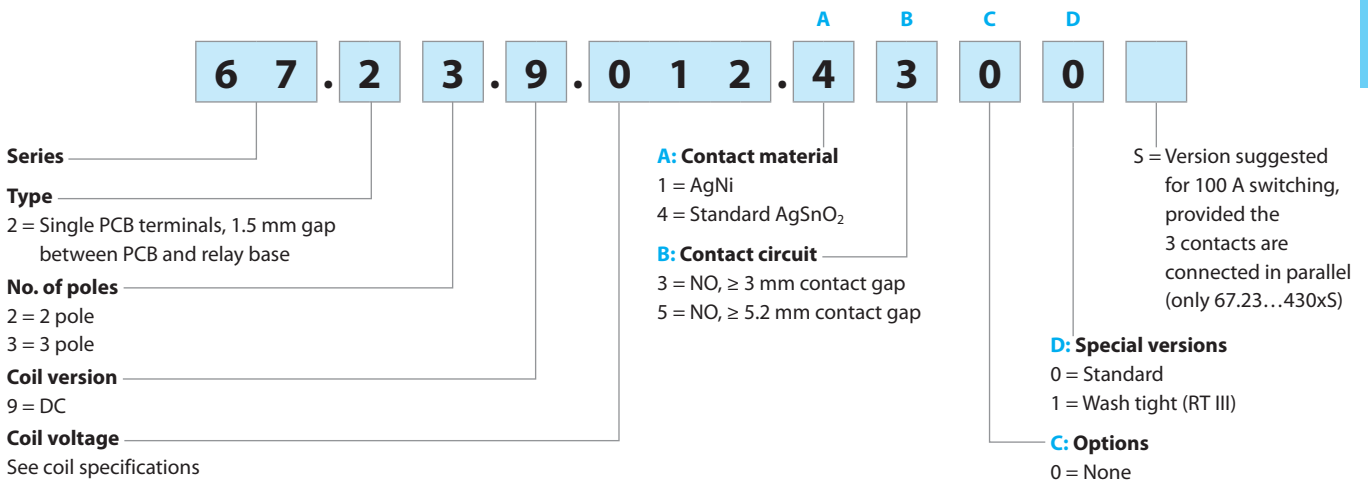 A B C D
6 7 . 2 3 . 9 . 0 1 2 . 4 3 0 0
Series
Type
2 = Single PCB terminals, 1.5 mm gap
between PCB and relay base
No. of poles
2 = 2 pole
3 = 3 pole
Coil version
9 = DC
Coil voltage
See coil specifications
A: Contact material
1 = AgNi
4 = Standard AgSnO₂
B: Contact circuit
3 = NO, ≥ 3 mm contact gap
5 = NO, ≥ 5.2 mm contact gap
S = Version suggested
for 100 A switching,
provided the
3 contacts are
connected in parallel
(only 67.23…430xS)
D: Special versions
0 = Standard
1 = Wash tight (RT III)
C: Options
0 = None